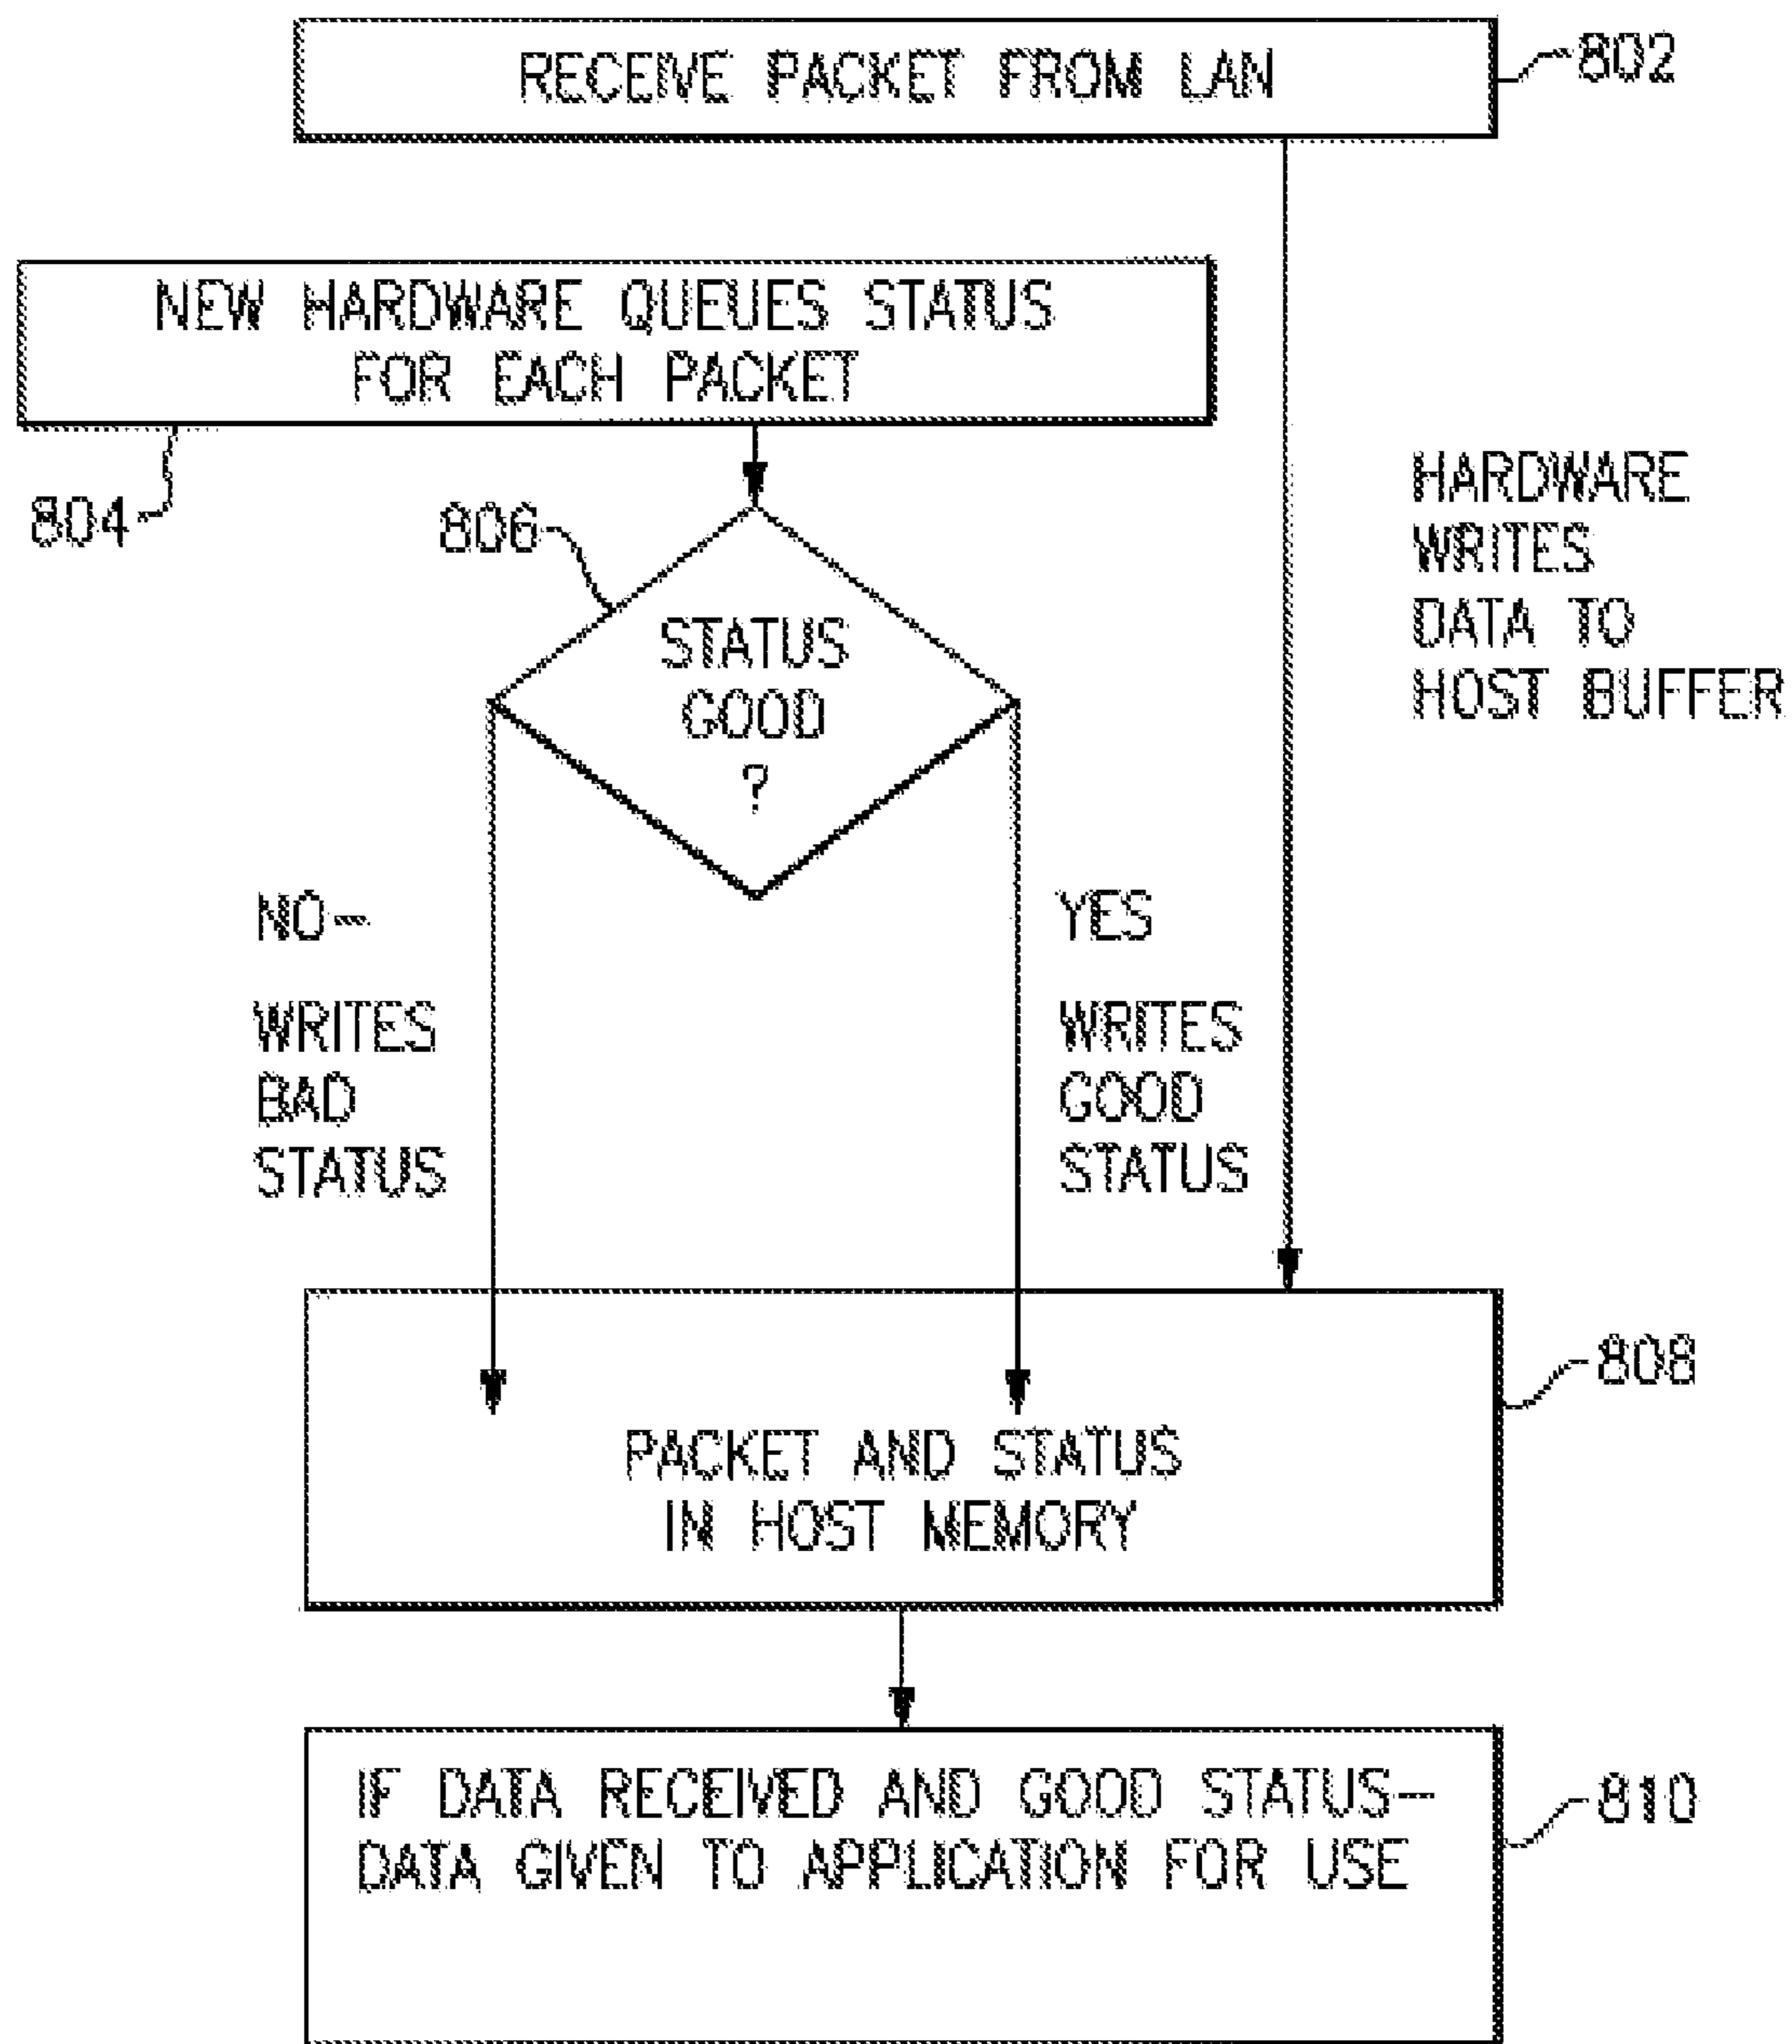 RECEIVE PACKET FROM LAN
802
NEW HARDWARE QUEUES STATUS
FOR EACH PACKET
804
806
HARDWARE
WRITES
DATA TO
HOST BUFFER
STATUS
GOOD
?
NO-
WRITES
BAD
STATUS
YES
WRITES
GOOD
STATUS
808
PACKET AND STATUS
IN HOST MEMORY
IF DATA RECEIVED AND GOOD STATUS-
DATA GIVEN TO APPLICATION FOR USE
810